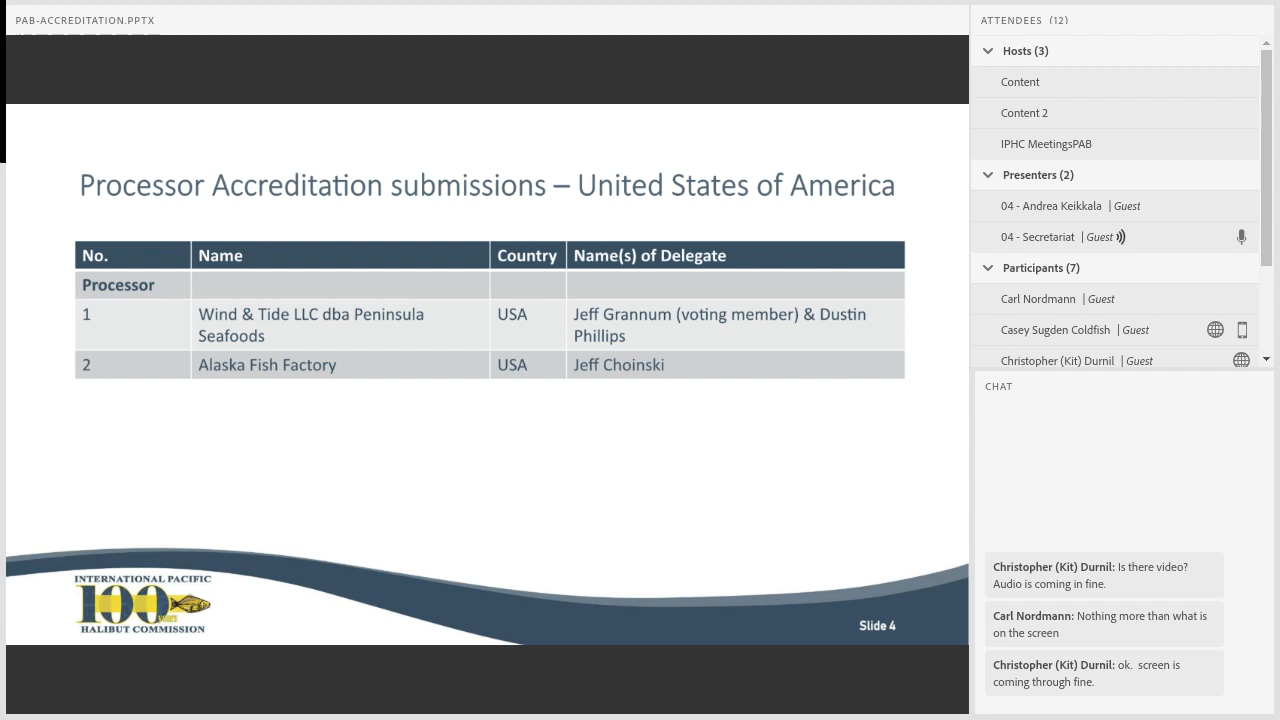 PAB-ACCREDITATION.PPTX
Processor Accreditation submissions – United States of America
No. Name Country Name(s) of Delegate
Processor
1 Wind & Tide LLC dba Peninsula Seafoods USA Jeff Grannum (voting member) & Dustin Phillips
2 Alaska Fish Factory USA Jeff Choinski
INTERNATIONAL PACIFIC
100
years
HALIBUT COMMISSION
Slide 4
ATTENDEES (12)
Hosts (3)
Content
Content 2
IPHC MeetingsPAB
Presenters (2)
04 - Andrea Keikkala | Guest
04 - Secretariat | Guest
Participants (7)
Carl Nordmann | Guest
Casey Sugden Coldfish | Guest
Christopher (Kit) Durnil | Guest
CHAT
Christopher (Kit) Durnil: Is there video?
Audio is coming in fine.
Carl Nordmann: Nothing more than what is
on the screen
Christopher (Kit) Durnil: ok. screen is
coming through fine.